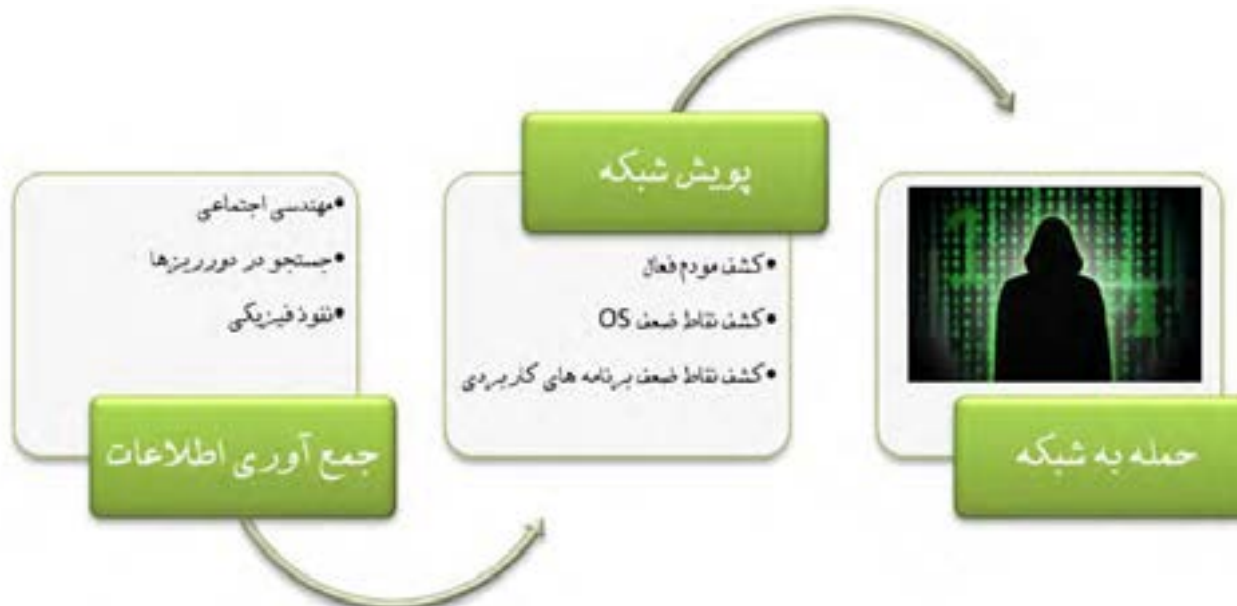 •مهندسی اجتماعی
•جستجو در دورریزها
•نفوذ فیزیکی
جمع آوری اطلاعات
پویش شبکه
•کشف مودم فعال
•کشف نقاط ضعف OS
•کشف نقاط ضعف برنامه های کاربردی
حمله به شبکه